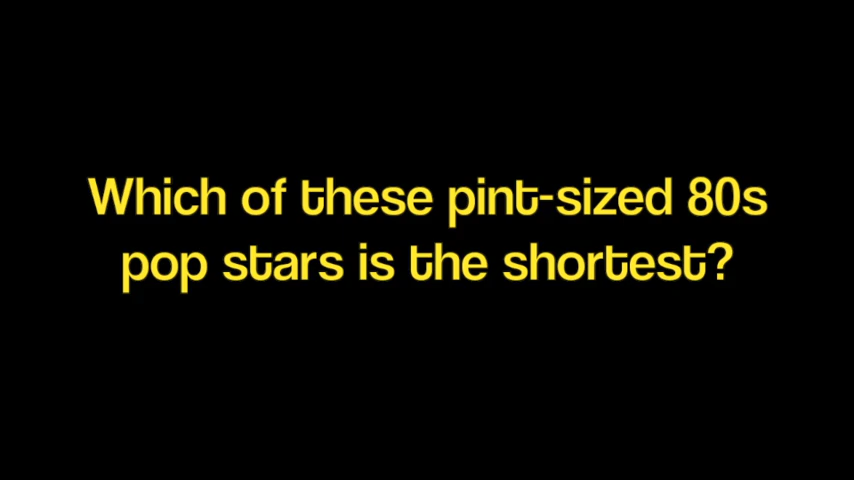 Which of these pint-sized 80s
pop stars is the shortest?